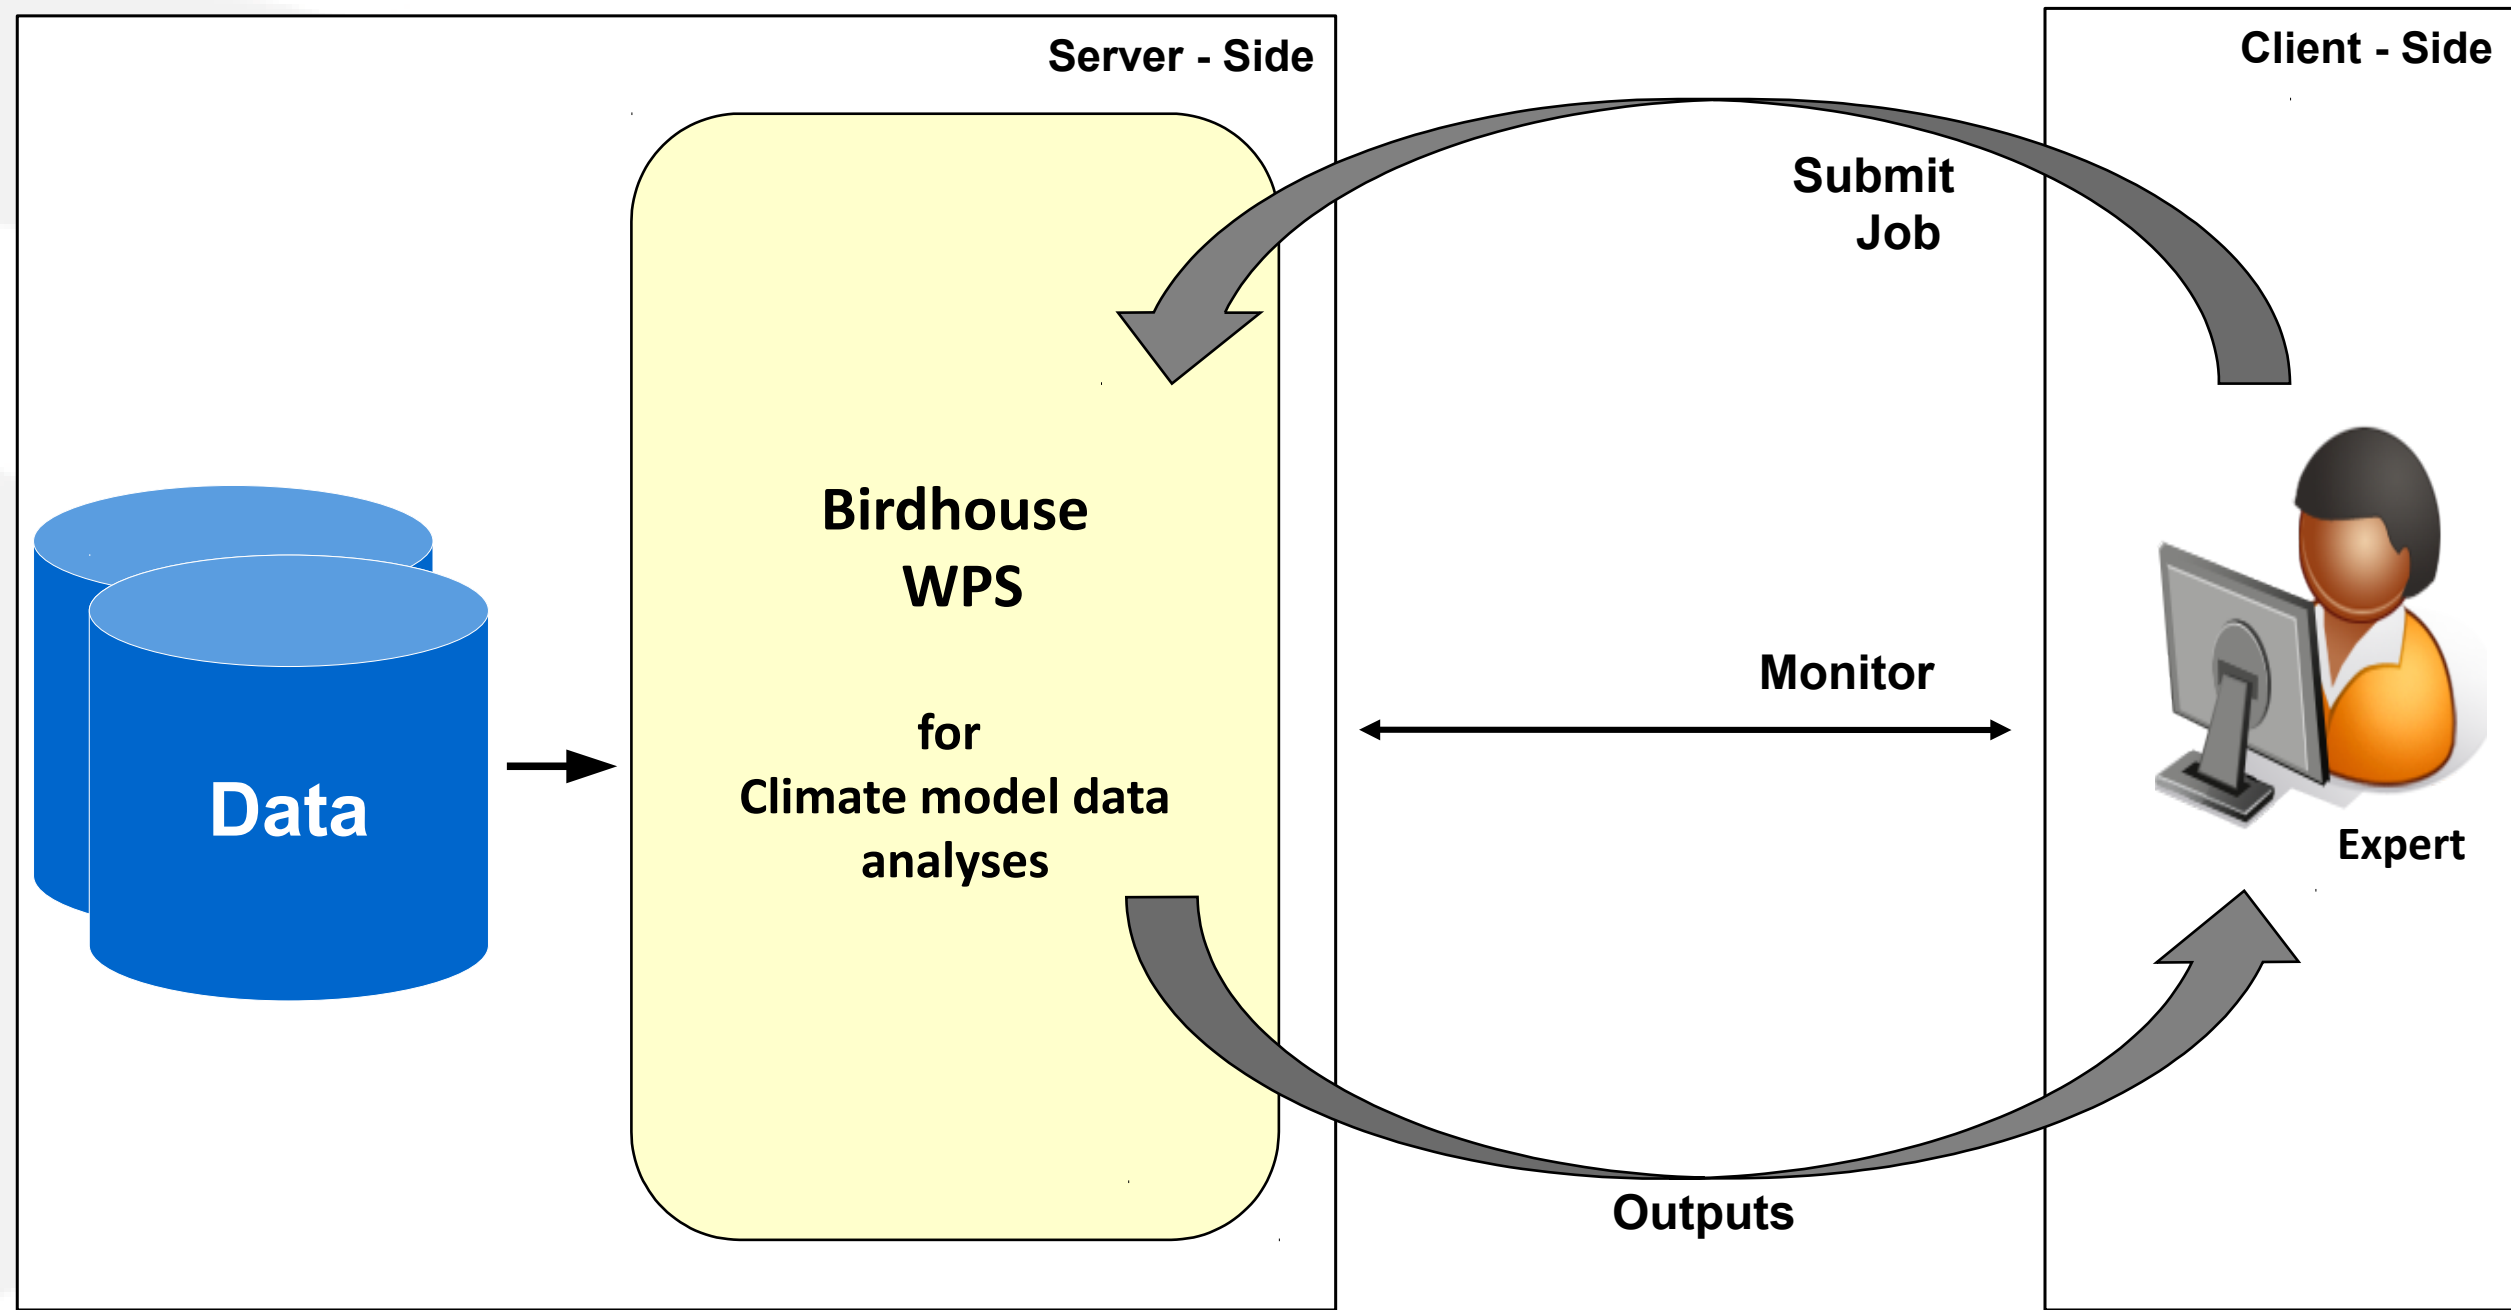 Server - Side
Client - Side
Submit
Job
Birdhouse
WPS
for
Climate model data
analyses
Data
Monitor
Expert
Outputs